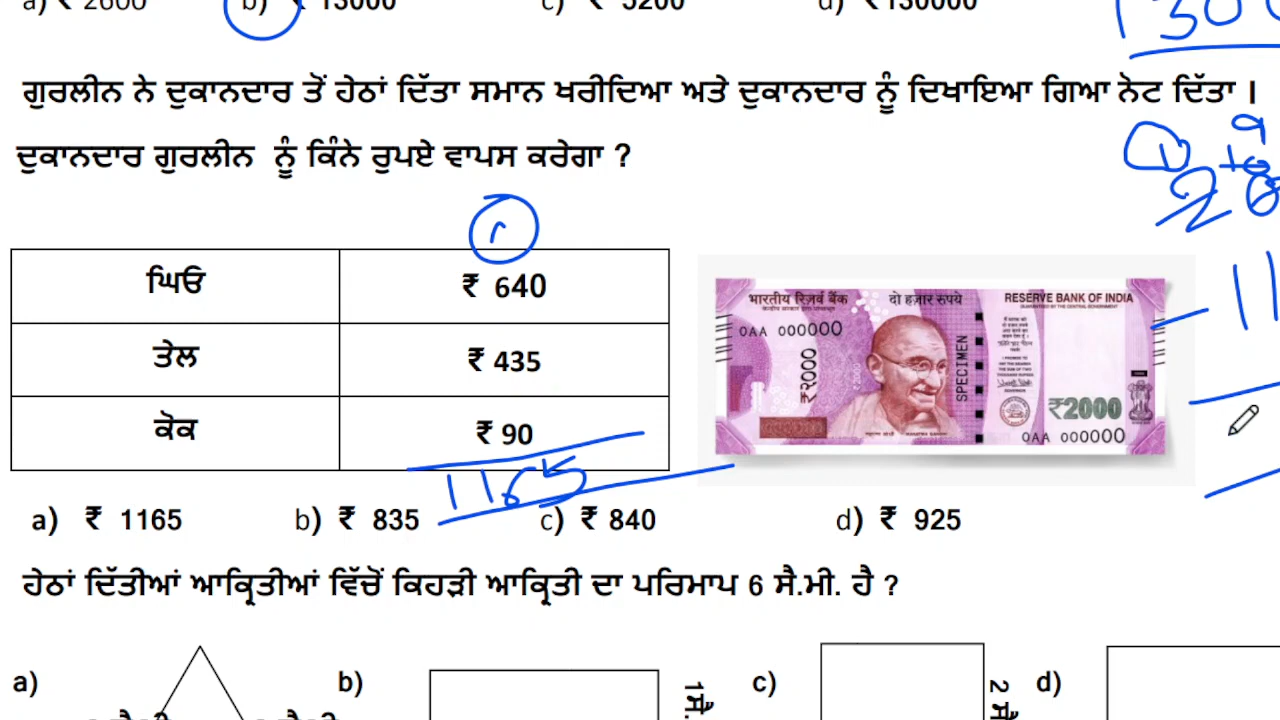 a) ₹ 2600 b) ₹ 13000 c) ₹ 5200 d) ₹130000
ਗੁਰਲੀਨ ਨੇ ਦੁਕਾਨਦਾਰ ਤੋਂ ਹੇਠਾਂ ਦਿੱਤਾ ਸਮਾਨ ਖਰੀਦਿਆ ਅਤੇ ਦੁਕਾਨਦਾਰ ਨੂੰ ਦਿਖਾਇਆ ਗਿਆ ਨੋਟ ਦਿੱਤਾ ।
ਦੁਕਾਨਦਾਰ ਗੁਰਲੀਨ ਨੂੰ ਕਿੰਨੇ ਰੁਪਏ ਵਾਪਸ ਕਰੇਗਾ ?
ਘਿਓ ₹ 640
ਤੇਲ ₹ 435
ਕੋਕ ₹ 90
1165
भारतीय रिज़र्व बैंक दो हज़ार रुपये RESERVE BANK OF INDIA
0AA 000000
₹२०००
SPECIMEN
₹2000
0AA 000000
a) ₹ 1165 b) ₹ 835 c) ₹ 840 d) ₹ 925
ਹੇਠਾਂ ਦਿੱਤੀਆਂ ਆਕ੍ਰਿਤੀਆਂ ਵਿੱਚੋਂ ਕਿਹੜੀ ਆਕ੍ਰਿਤੀ ਦਾ ਪਰਿਮਾਪ 6 ਸੈ.ਮੀ. ਹੈ ?
a) b) c) d)